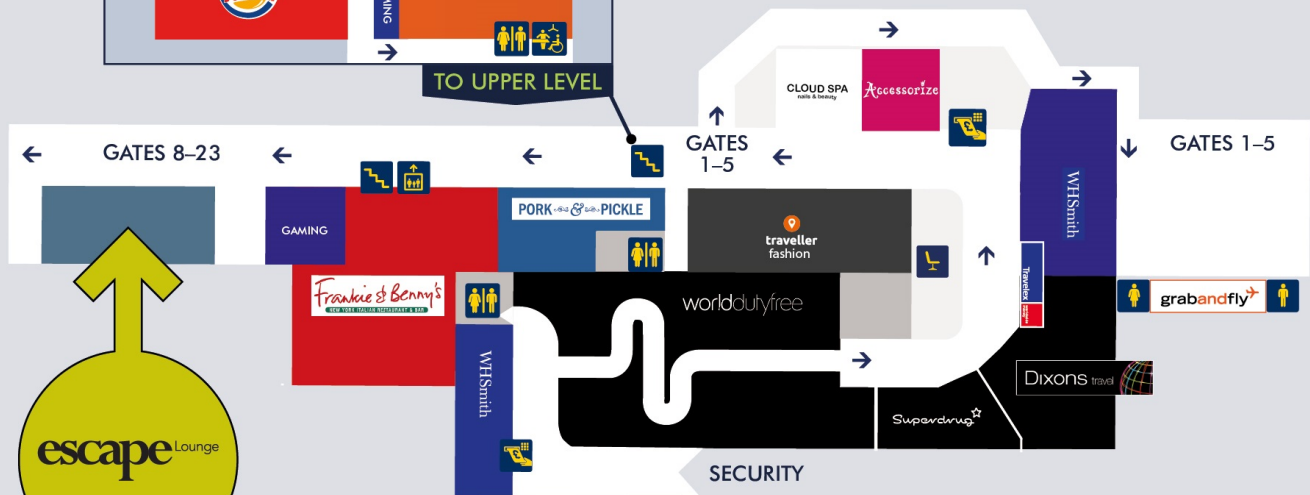 MING
TO UPPER LEVEL
CLOUD SPA
nails & beauty
Accessorize
GATES 8–23
GATES
1–5
GATES 1–5
WHSmith
GAMING
PORK & PICKLE
traveller
fashion
Frankie & Benny's
NEW YORK ITALIAN RESTAURANT & BAR
worlddutyfree
Travelex
grabandfly
WHSmith
Dixons travel
Superdrug
escape Lounge
SECURITY